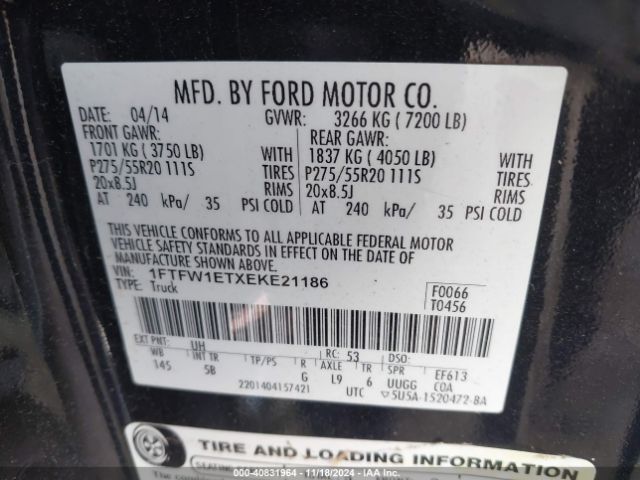 MFD. BY FORD MOTOR CO.
DATE: 04/14 GVWR: 3266 KG ( 7200 LB)
FRONT GAWR: REAR GAWR:
1701 KG ( 3750 LB) WITH 1837 KG ( 4050 LB) WITH
P275/55R20 111S TIRES P275/55R20 111S TIRES
20x8.5J RIMS 20x8.5J RIMS
AT 240 kPa/ 35 PSI COLD AT 240 kPa/ 35 PSI COLD
THIS VEHICLE CONFORMS TO ALL APPLICABLE FEDERAL MOTOR
VEHICLE SAFETY STANDARDS IN EFFECT ON THE DATE OF
MANUFACTURE SHOWN ABOVE.
VIN: 1FTFW1ETXEKE21186 F0066
TYPE: Truck T0456
EXT PNT: UH RC: 53 DSO:
WB INT TR TP/PS R AXLE TR SPR EF613
145 5B G L9 6 UUGG COA
2201404157421 UTC 5U5A-1520472-BA
TIRE AND LOADING INFORMATION
STOCK#: 40831964 11/18/2024 IAA Inc.